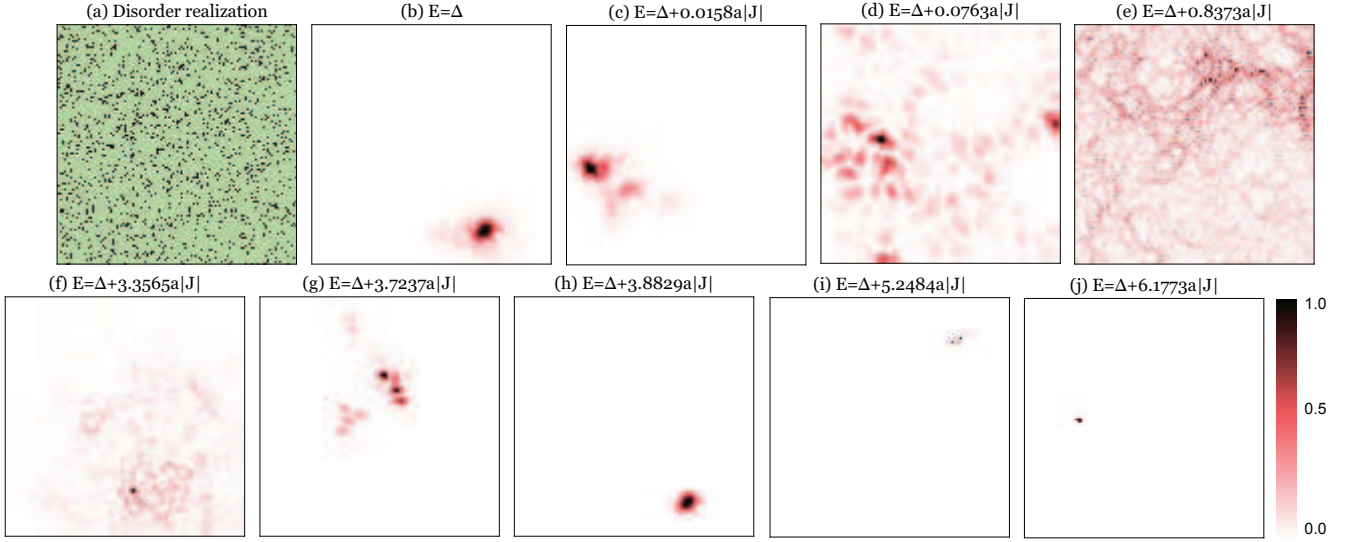 (a) Disorder realization
(b) E=Δ
(c) E=Δ+0.0158a|J|
(d) E=Δ+0.0763a|J|
(e) E=Δ+0.8373a|J|
(f) E=Δ+3.3565a|J|
(g) E=Δ+3.7237a|J|
(h) E=Δ+3.8829a|J|
(i) E=Δ+5.2484a|J|
(j) E=Δ+6.1773a|J|
1.0
0.5
0.0